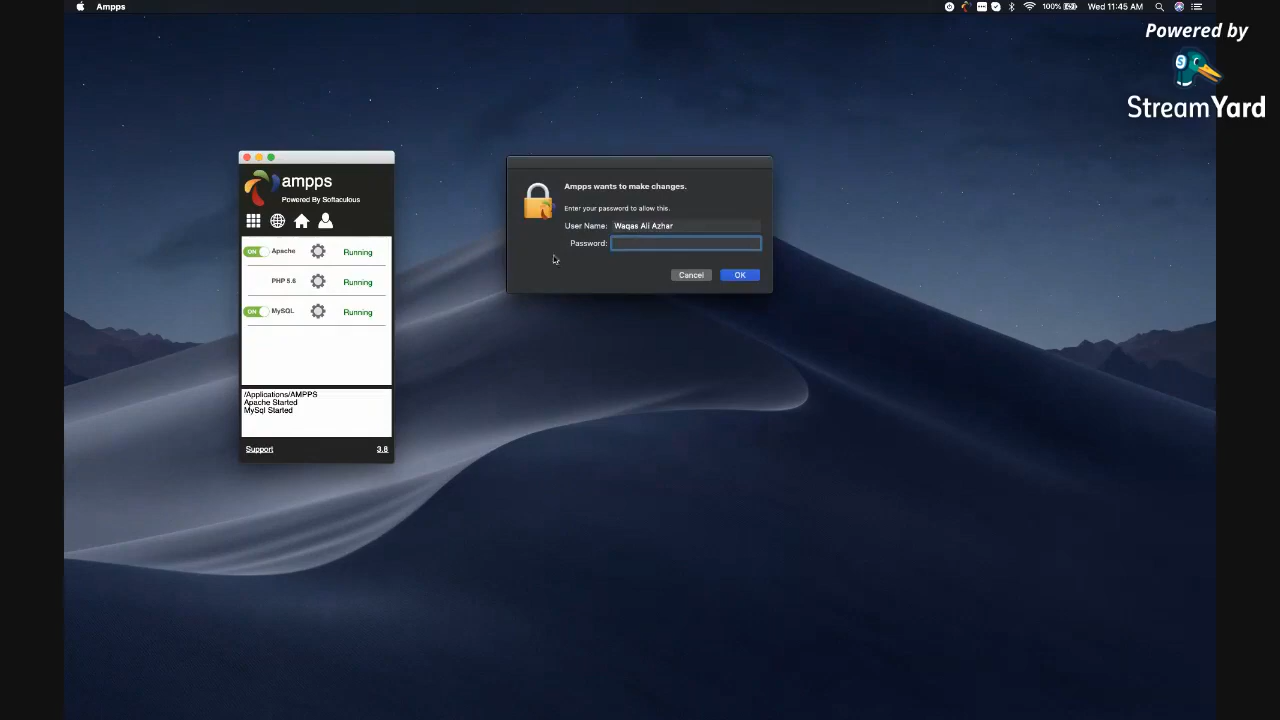 Ampps
100%
Wed 11:45 AM
Powered by
StreamYard
ampps
Powered By Softaculous
ON Apache Running
PHP 5.6 Running
ON MySQL Running
/Applications/AMPPS
Apache Started
MySql Started
Support 3.8
Ampps wants to make changes.
Enter your password to allow this.
User Name: Waqas Ali Azhar
Password:
Cancel OK